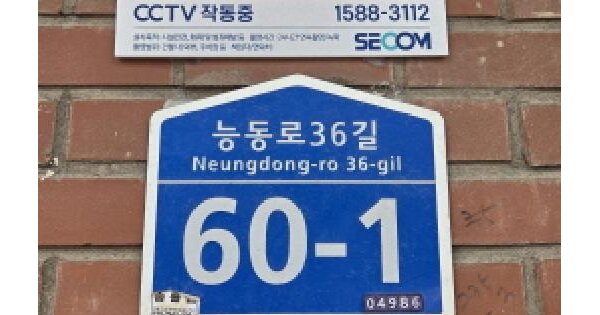 CCTV 작동중 1588-3112
SECOM
능동로36길
Neungdong-ro 36-gil
60-1
04986